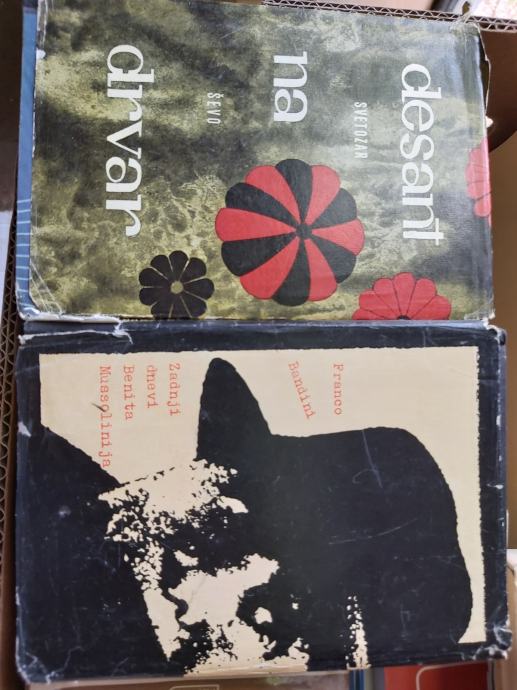 desant
SVETOZAR
na
ŠEVO
drvar
Franco
Bandini
Zadnji
dnevi
Benita
Mussolinija